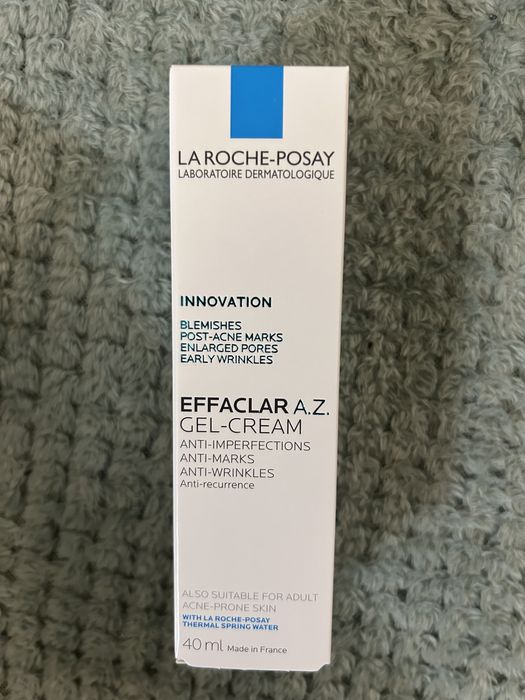 LA ROCHE-POSAY
LABORATOIRE DERMATOLOGIQUE
INNOVATION
BLEMISHES
POST-ACNE MARKS
ENLARGED PORES
EARLY WRINKLES
EFFACLAR A.Z.
GEL-CREAM
ANTI-IMPERFECTIONS
ANTI-MARKS
ANTI-WRINKLES
Anti-recurrence
ALSO SUITABLE FOR ADULT
ACNE-PRONE SKIN
WITH LA ROCHE-POSAY
THERMAL SPRING WATER
40 ml Made in France